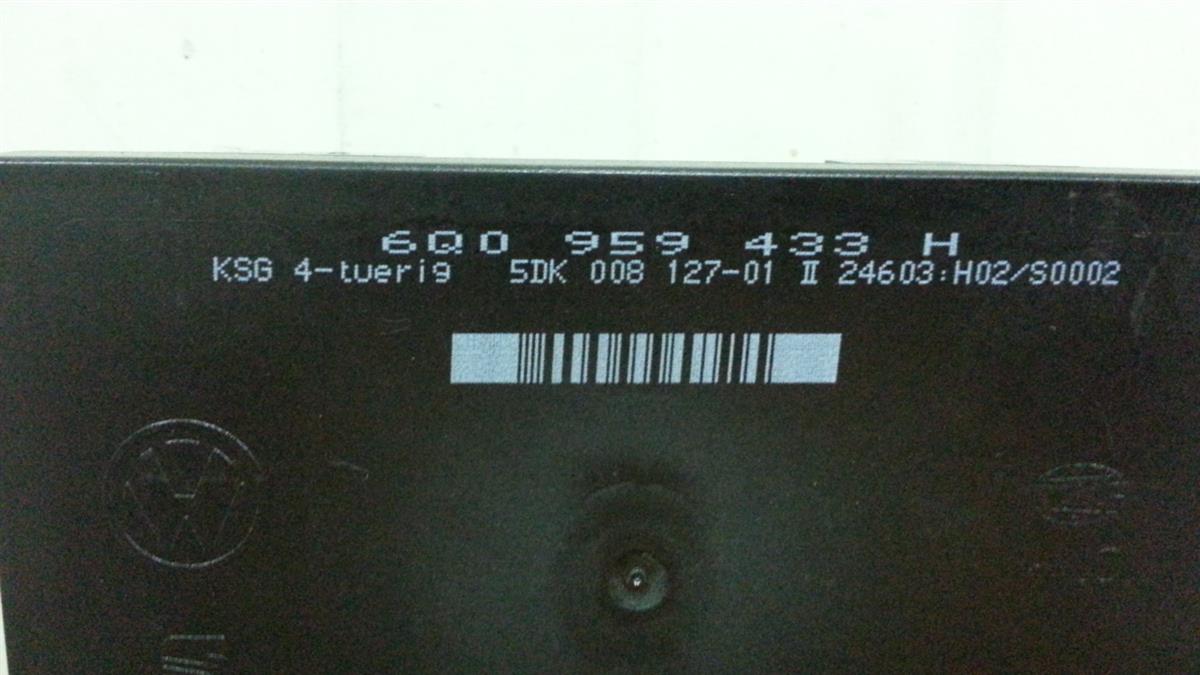 6Q0 959 433 H
KSG 4-tuerig 5DK 008 127-01 II 24603:H02/S0002